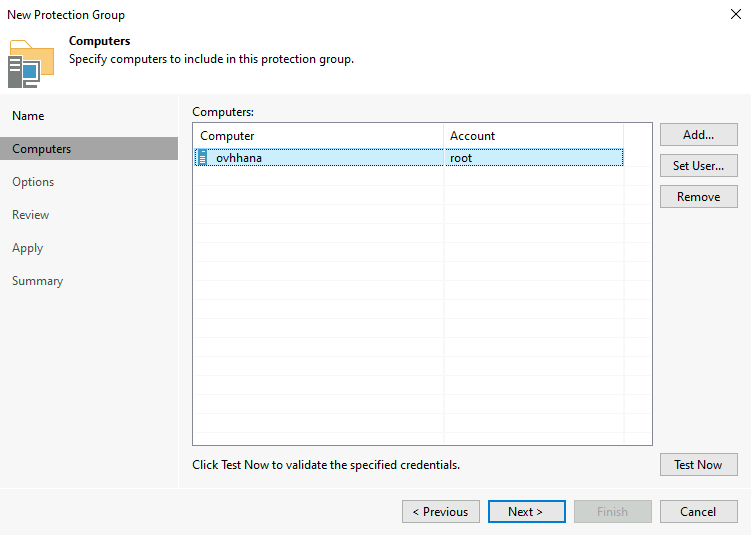 New Protection Group
Computers
Specify computers to include in this protection group.
Name
Computers
Options
Review
Apply
Summary
Computers:
Computer Account
ovhhana root
Add...
Set User...
Remove
Click Test Now to validate the specified credentials.
Test Now
< Previous
Next >
Finish
Cancel